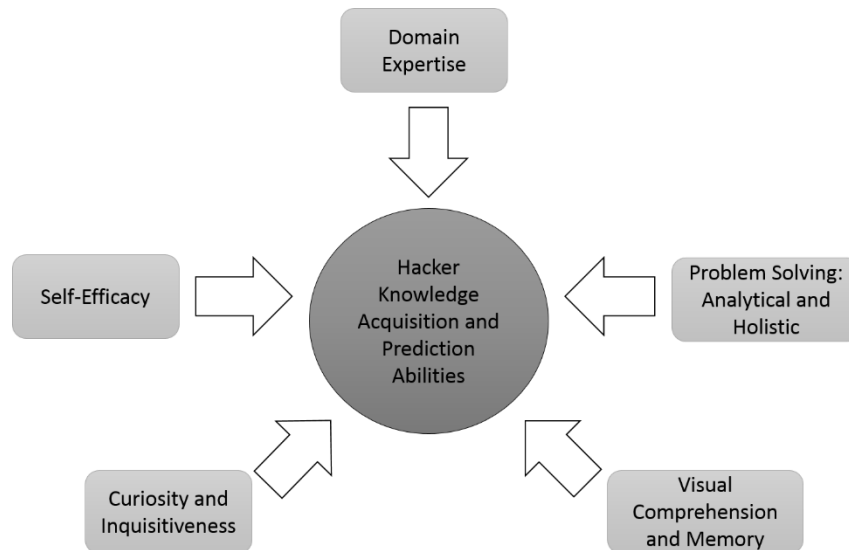 Domain
Expertise
Self-Efficacy
Hacker
Knowledge
Acquisition and
Prediction
Abilities
Problem Solving:
Analytical and
Holistic
Curiosity and
Inquisitiveness
Visual
Comprehension
and Memory